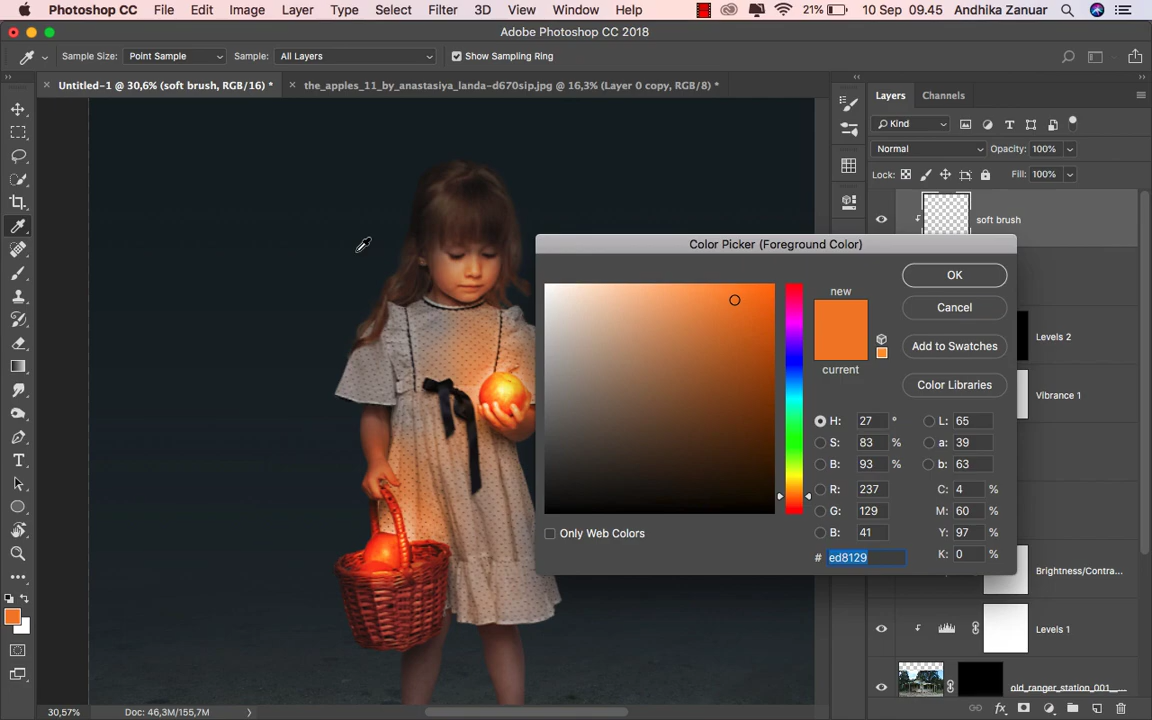 Photoshop CC File Edit Image Layer Type Select Filter 3D View Window Help 21% 10 Sep 09.45 Andhika Zanuar
Adobe Photoshop CC 2018
Sample Size: Point Sample Sample: All Layers Show Sampling Ring
Untitled-1 @ 30,6% (soft brush, RGB/16) * the_apples_11_by_anastasiya_landa-d670sip.jpg @ 16,3% (Layer 0 copy, RGB/8) *
Layers Channels
Kind
Normal Opacity: 100%
Lock: Fill: 100%
soft brush
Color Picker (Foreground Color)
new
current
OK
Cancel
Add to Swatches
Color Libraries
H: 27 ° L: 65
S: 83 % a: 39
B: 93 % b: 63
R: 237 C: 4 %
G: 129 M: 60 %
B: 41 Y: 97 %
# ed8129 K: 0 %
Only Web Colors
Levels 2
Vibrance 1
Brightness/Contra...
Levels 1
old_ranger_station_001__...
30,57% Doc: 46,3M/155,7M